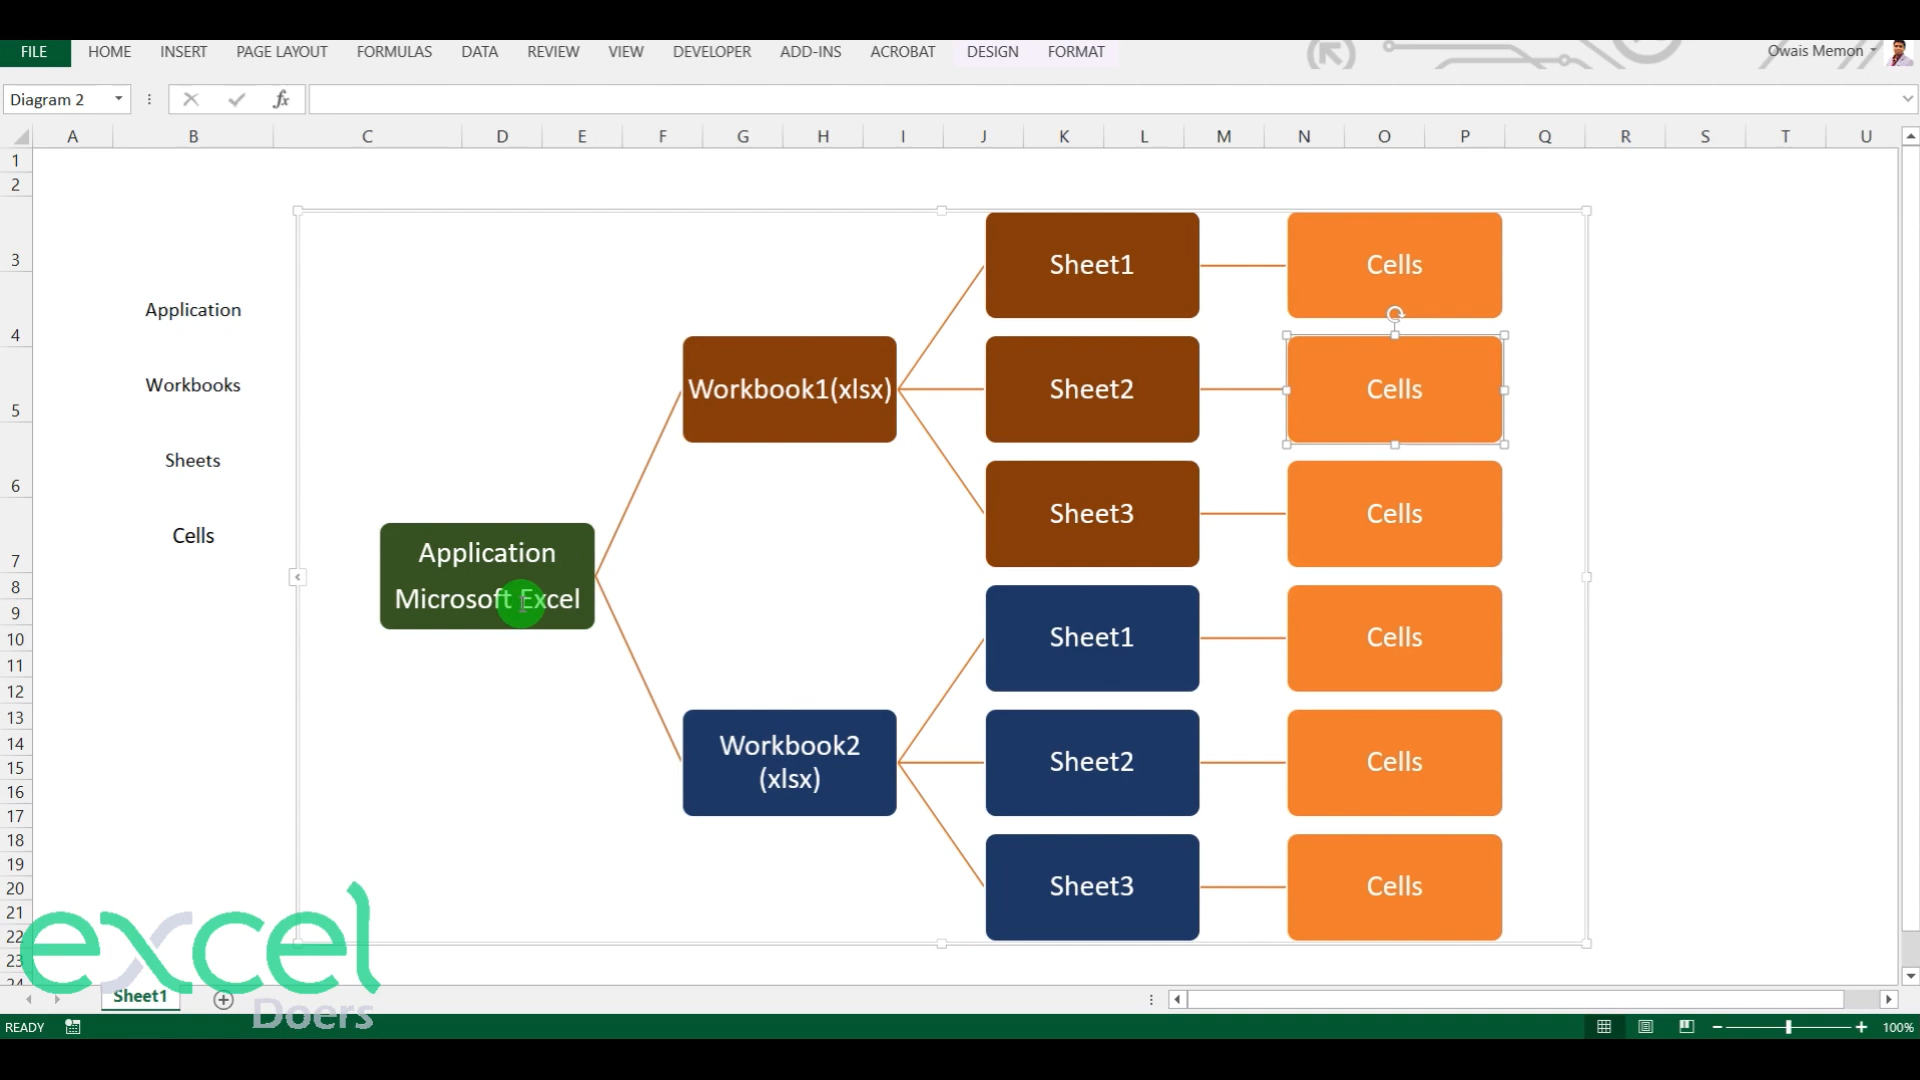 FILE HOME INSERT PAGE LAYOUT FORMULAS DATA REVIEW VIEW DEVELOPER ADD-INS ACROBAT DESIGN FORMAT Owais Memon
Diagram 2 fx
A B C D E F G H I J K L M N O P Q R S T U
1
2
3
4
5
6
7
8
9
10
11
12
13
14
15
16
17
18
19
20
21
22
23
24
Application
Workbooks
Sheets
Cells
Application
Microsoft Excel
Workbook1(xlsx)
Workbook2
(xlsx)
Sheet1 Cells
Sheet2 Cells
Sheet3 Cells
Sheet1 Cells
Sheet2 Cells
Sheet3 Cells
excel
Doers
Sheet1
READY 100%